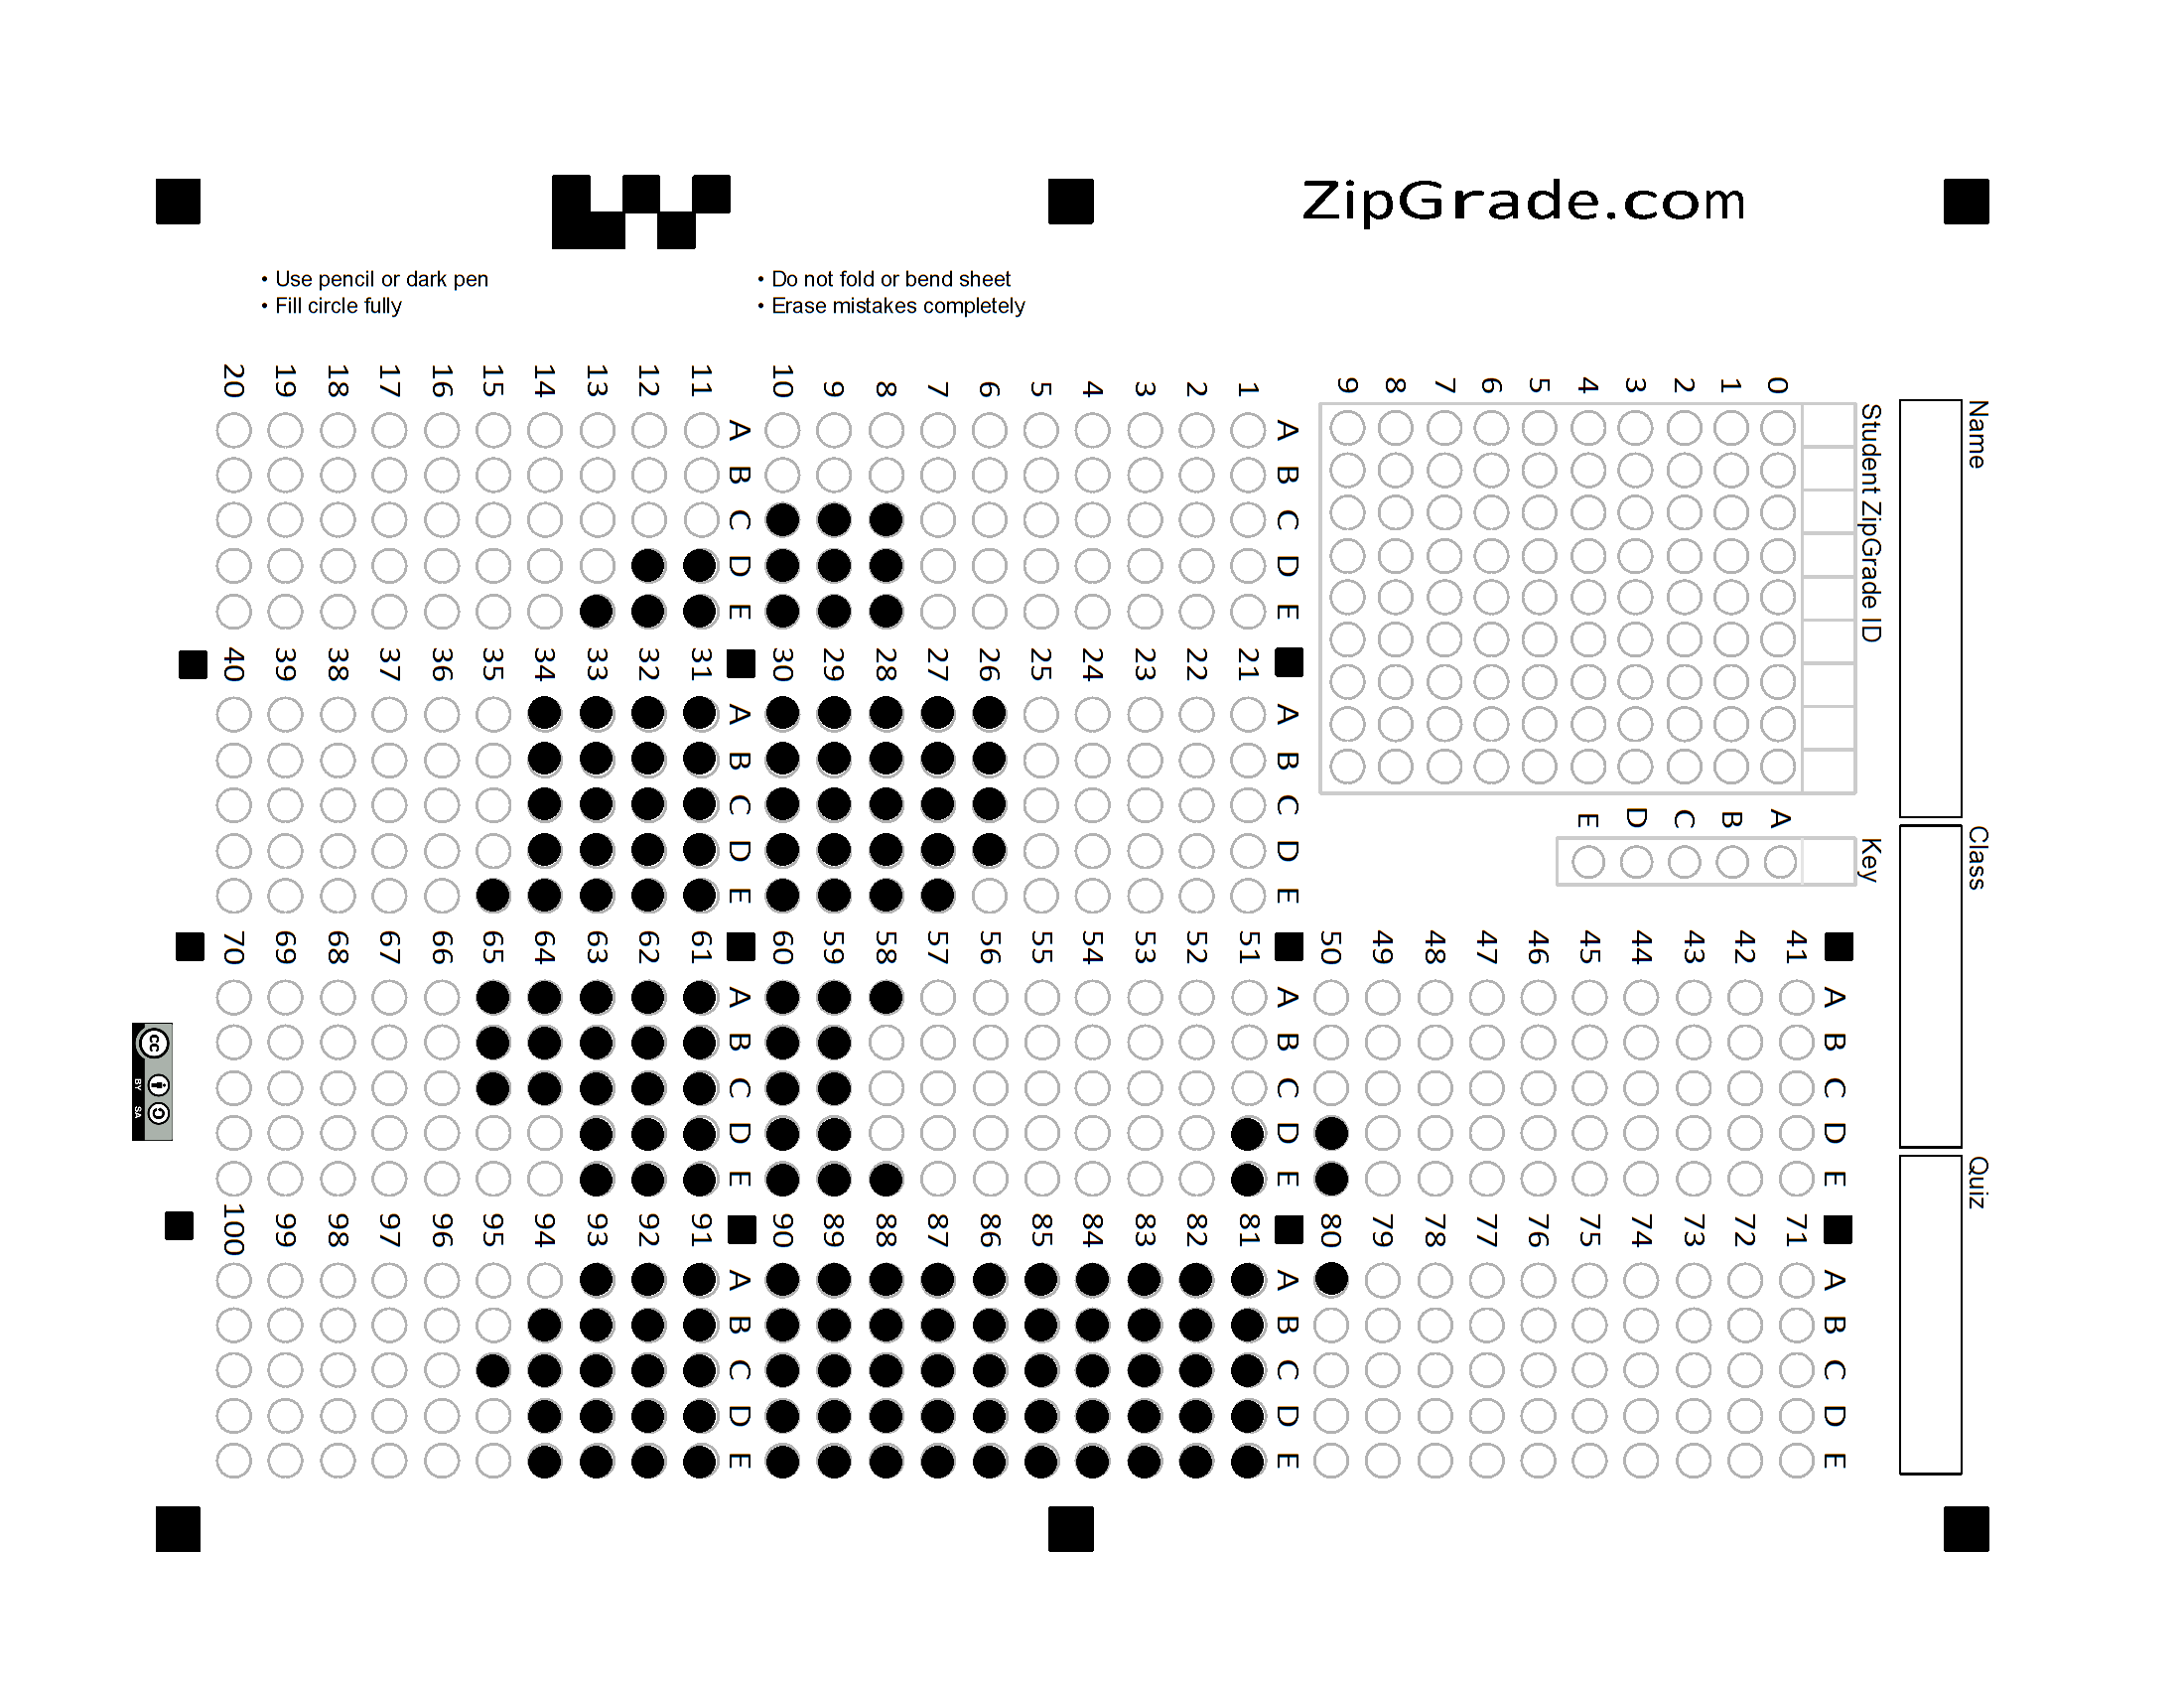 ZipGrade.com
• Use pencil or dark pen
• Fill circle fully
• Do not fold or bend sheet
• Erase mistakes completely
Name
Class
Quiz
Student ZipGrade ID
0 1 2 3 4 5 6 7 8 9
Key
A B C D E
A B C D E
1 2 3 4 5 6 7 8 9 10
A B C D E
11 12 13 14 15 16 17 18 19 20
A B C D E
21 22 23 24 25 26 27 28 29 30
A B C D E
31 32 33 34 35 36 37 38 39 40
A B C D E
41 42 43 44 45 46 47 48 49 50
A B C D E
51 52 53 54 55 56 57 58 59 60
A B C D E
61 62 63 64 65 66 67 68 69 70
A B C D E
71 72 73 74 75 76 77 78 79 80
A B C D E
81 82 83 84 85 86 87 88 89 90
A B C D E
91 92 93 94 95 96 97 98 99 100
cc
BY SA